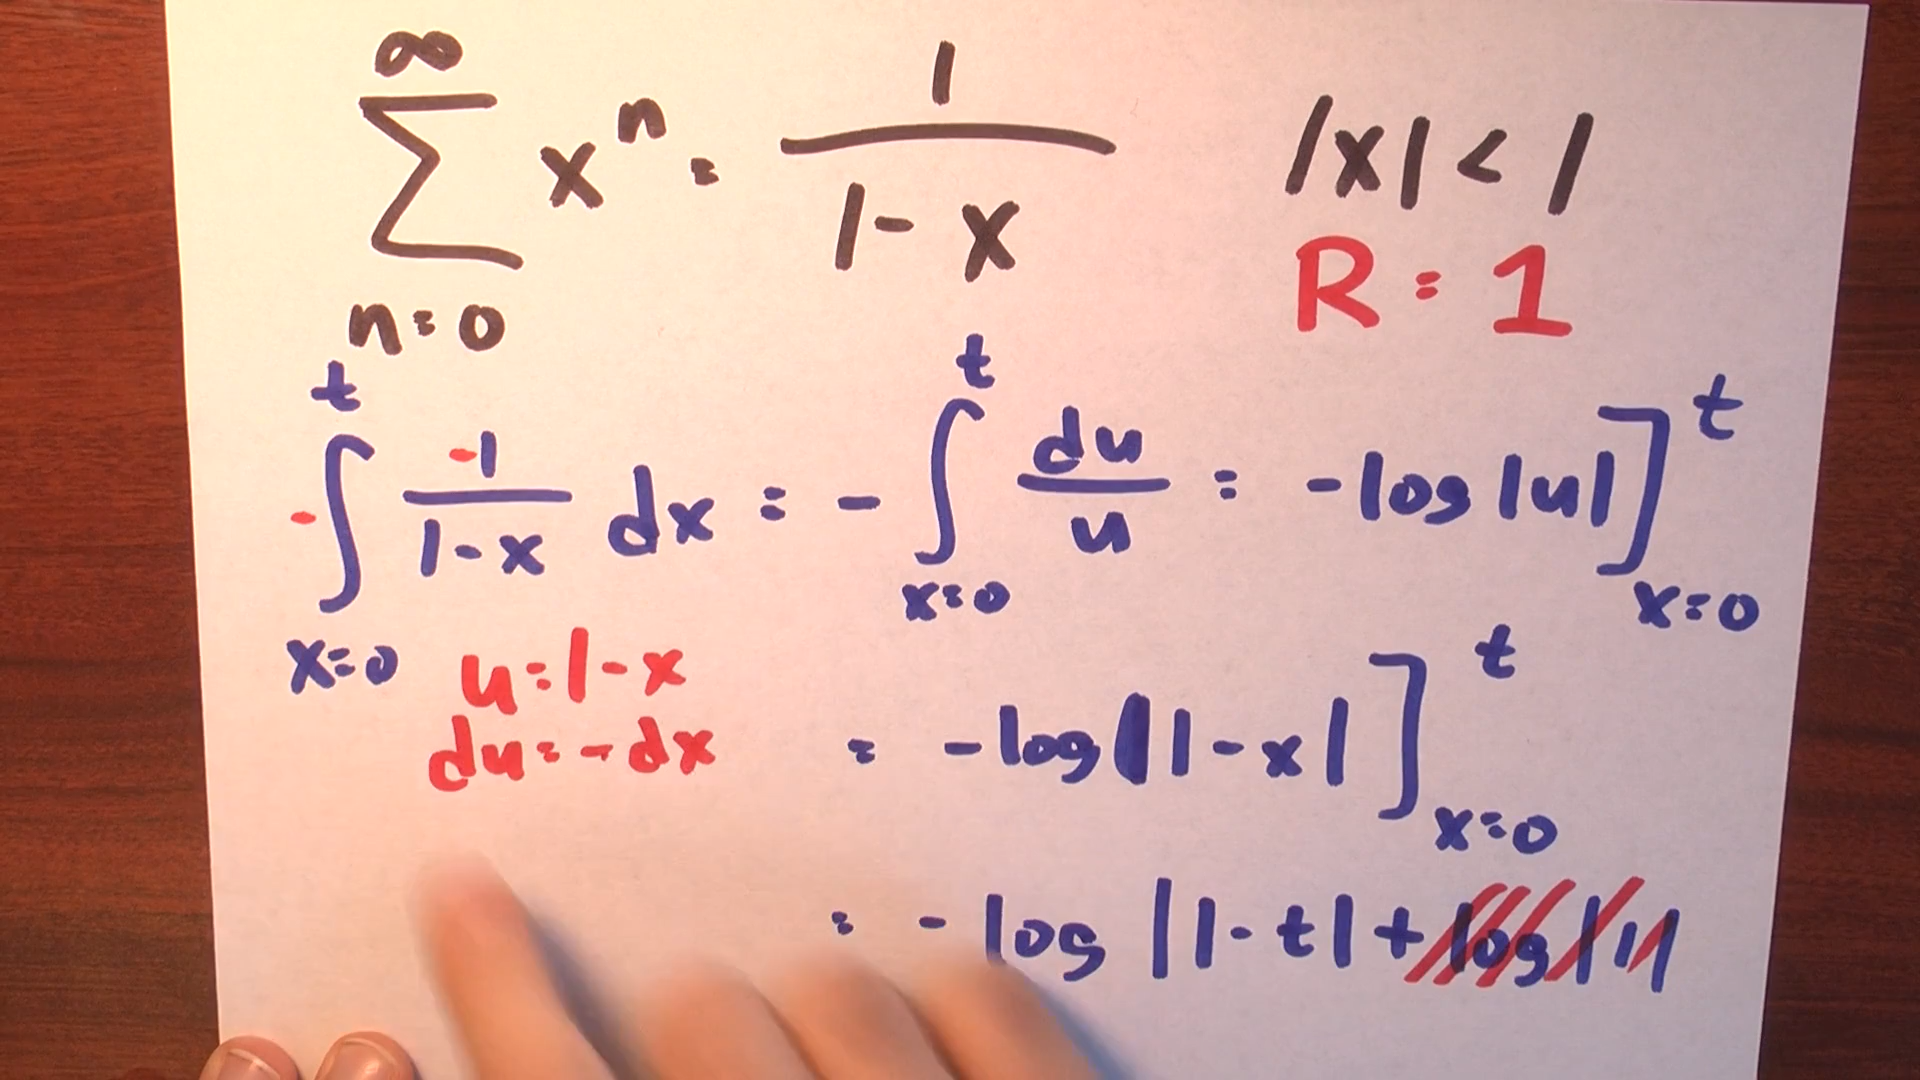 ∞
∑ xⁿ = 1/(1-x) |x| < 1
n=0
R = 1
-∫_{x=0}^{t} -1/(1-x) dx = -∫_{x=0}^{t} du/u = -log|u|]_{x=0}^{t}
u=1-x
du=-dx
= -log|1-x|]_{x=0}^{t}
= -log|1-t|+log|1|